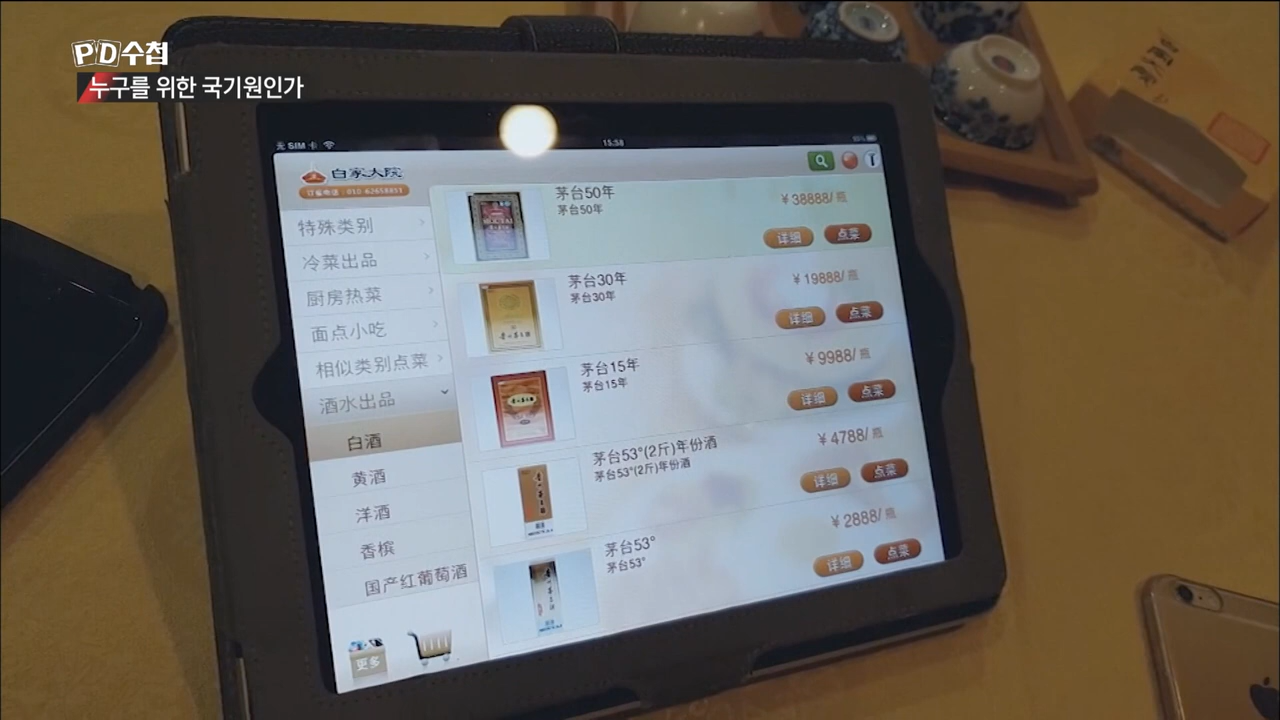 PD수첩
누구를 위한 국기원인가
无 SIM 卡
15:58
白家大院
订餐电话：010 62658851
特殊类别
冷菜出品
厨房热菜
面点小吃
相似类别点菜
酒水出品
白酒
黄酒
洋酒
香槟
国产红葡萄酒
更多
茅台50年
茅台50年
¥38888/瓶
详细
点菜
茅台30年
茅台30年
¥19888/瓶
详细
点菜
茅台15年
茅台15年
¥9988/瓶
详细
点菜
茅台53°(2斤)年份酒
茅台53°(2斤)年份酒
¥4788/瓶
详细
点菜
茅台53°
茅台53°
¥2888/瓶
详细
点菜